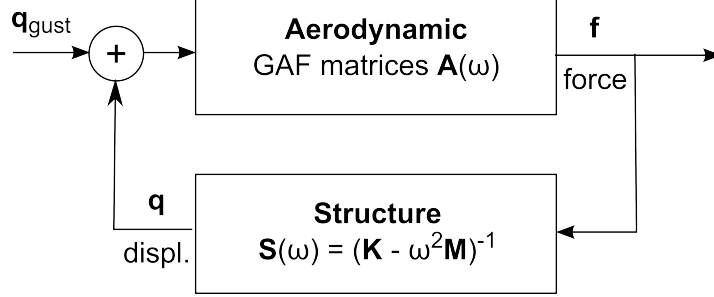 q_gust
+
Aerodynamic
GAF matrices A(ω)
f
force
q
displ.
Structure
S(ω) = (K - ω²M)⁻¹